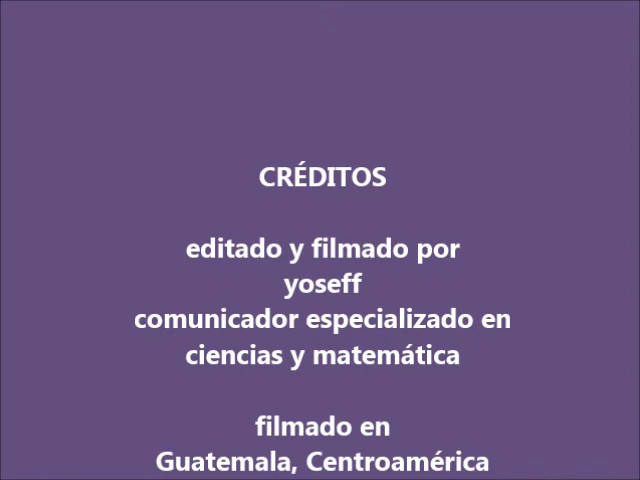 CRÉDITOS
editado y filmado por
yoseff
comunicador especializado en
ciencias y matemática
filmado en
Guatemala, Centroamérica